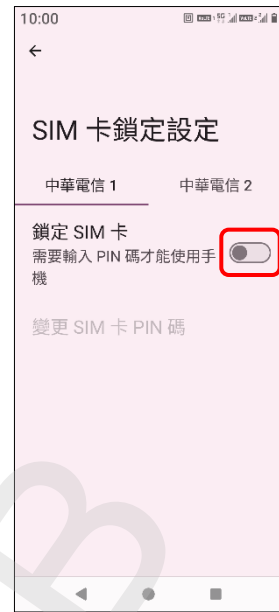 10:00
SIM 卡鎖定設定
中華電信 1
中華電信 2
鎖定 SIM 卡
需要輸入 PIN 碼才能使用手
機
變更 SIM 卡 PIN 碼